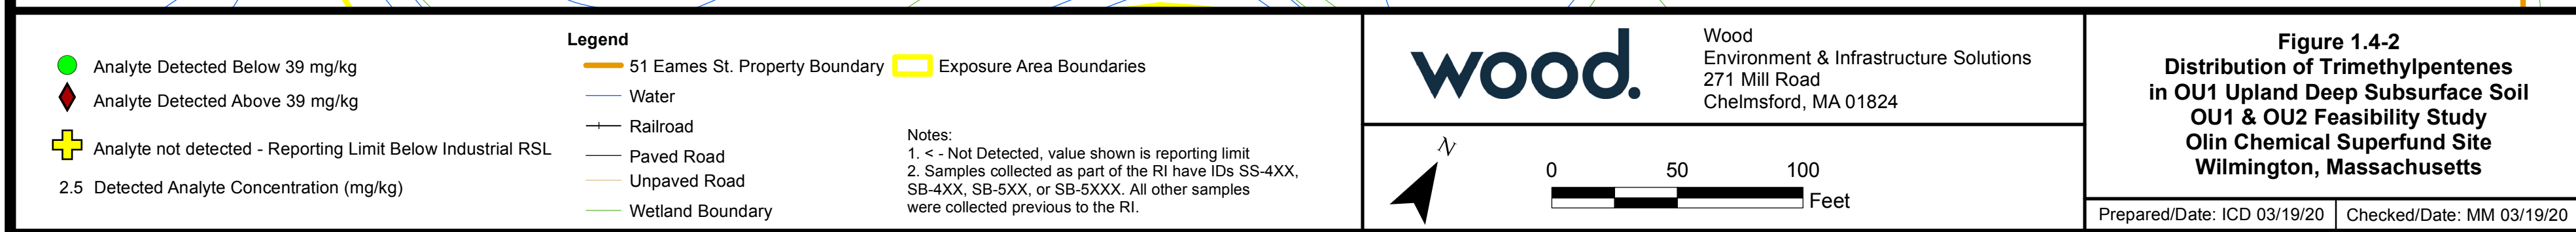 Legend
Analyte Detected Below 39 mg/kg
Analyte Detected Above 39 mg/kg
Analyte not detected - Reporting Limit Below Industrial RSL
2.5 Detected Analyte Concentration (mg/kg)
51 Eames St. Property Boundary
Water
Railroad
Paved Road
Unpaved Road
Wetland Boundary
Exposure Area Boundaries
Notes:
1. < - Not Detected, value shown is reporting limit
2. Samples collected as part of the RI have IDs SS-4XX,
SB-4XX, SB-5XX, or SB-5XXX. All other samples
were collected previous to the RI.
wood.
Wood
Environment & Infrastructure Solutions
271 Mill Road
Chelmsford, MA 01824
N
0 50 100
Feet
Figure 1.4-2
Distribution of Trimethylpentenes
in OU1 Upland Deep Subsurface Soil
OU1 & OU2 Feasibility Study
Olin Chemical Superfund Site
Wilmington, Massachusetts
Prepared/Date: ICD 03/19/20
Checked/Date: MM 03/19/20